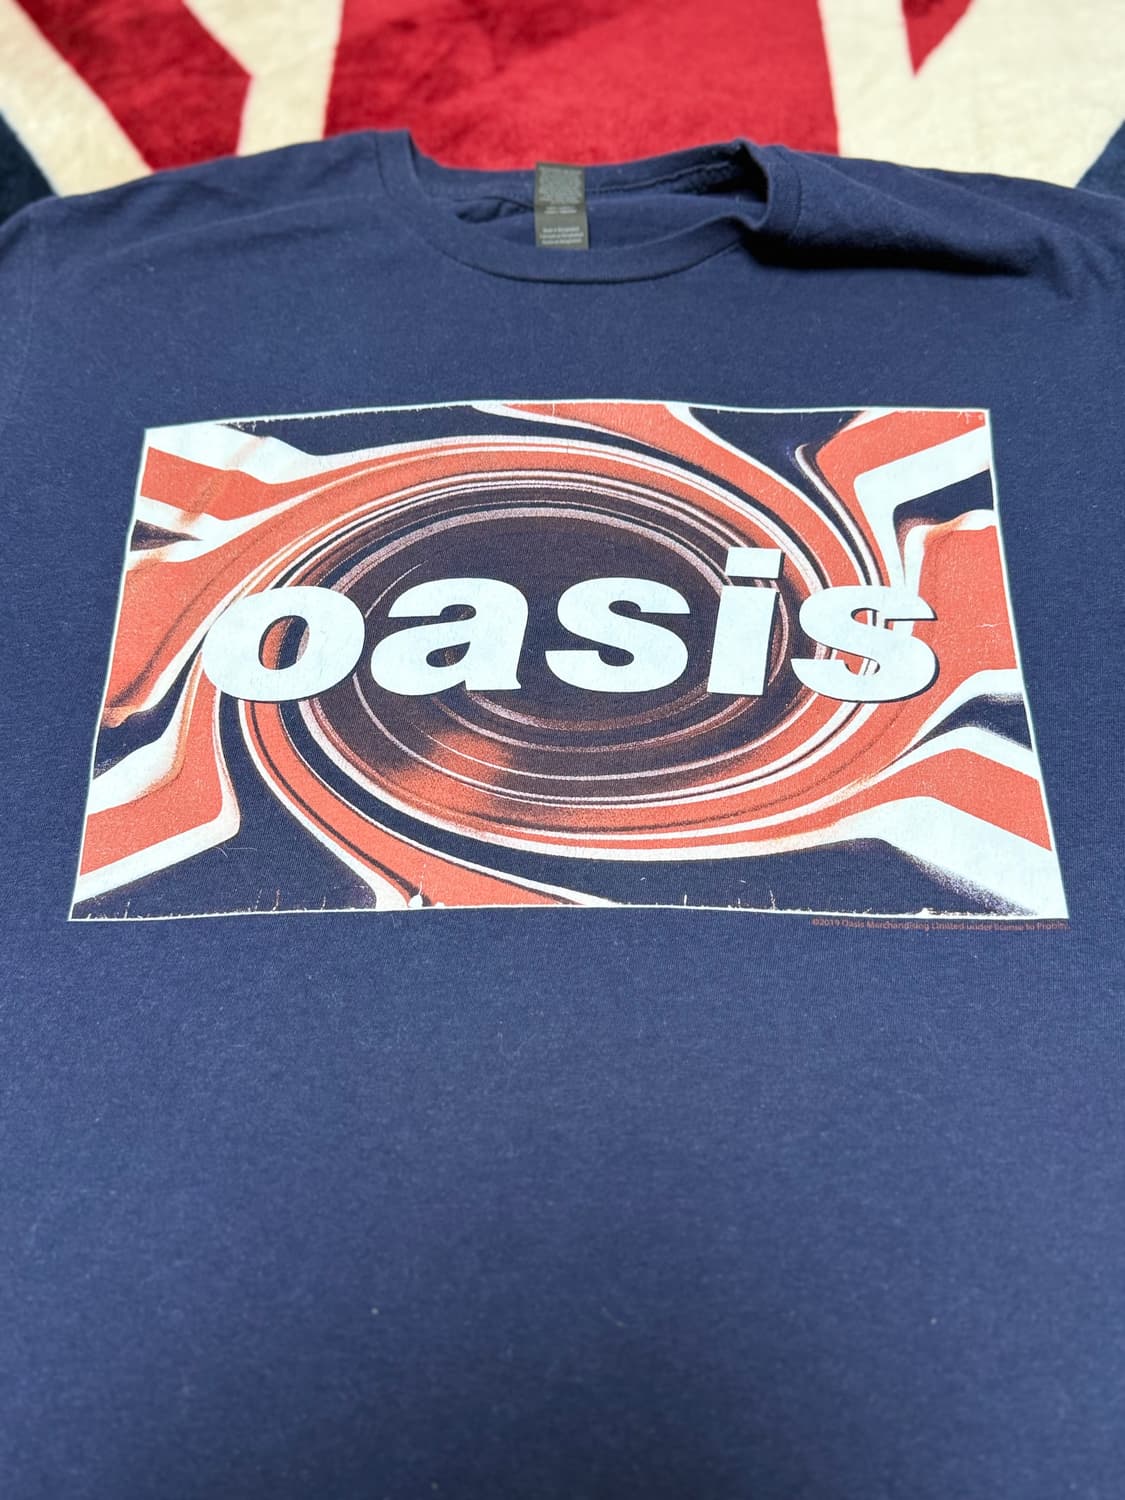 oasis
©2019 Oasis Merchandising Limited under license to Probity.